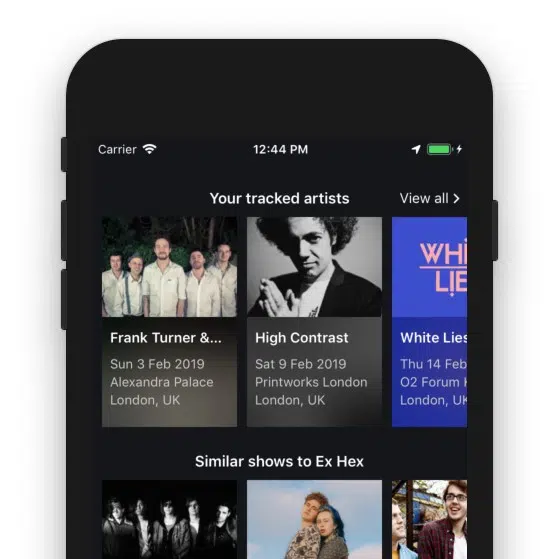 Carrier 12:44 PM
Your tracked artists View all
WHI
LIE
Frank Turner &...
Sun 3 Feb 2019
Alexandra Palace
London, UK
High Contrast
Sat 9 Feb 2019
Printworks London
London, UK
White Lies
Thu 14 Feb
O2 Forum
London, UK
Similar shows to Ex Hex